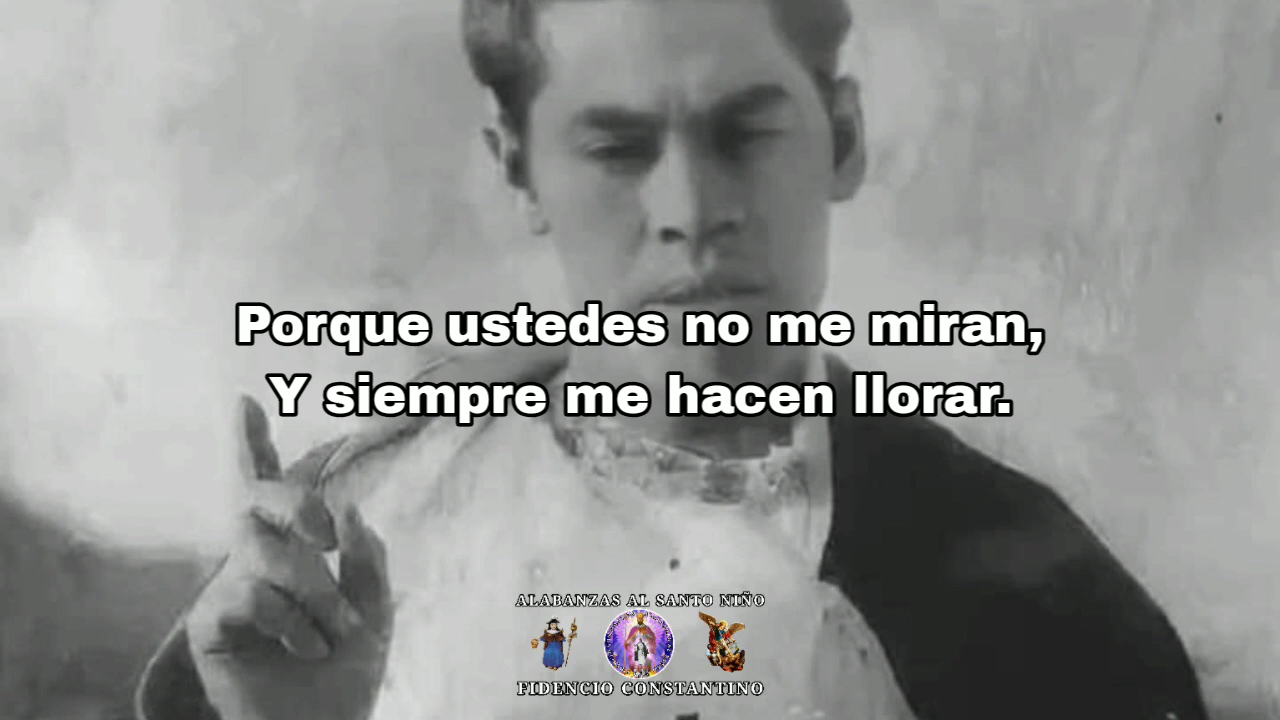 Porque ustedes no me miran,
Y siempre me hacen llorar.
ALABANZAS AL SANTO NIÑO
FIDENCIO CONSTANTINO